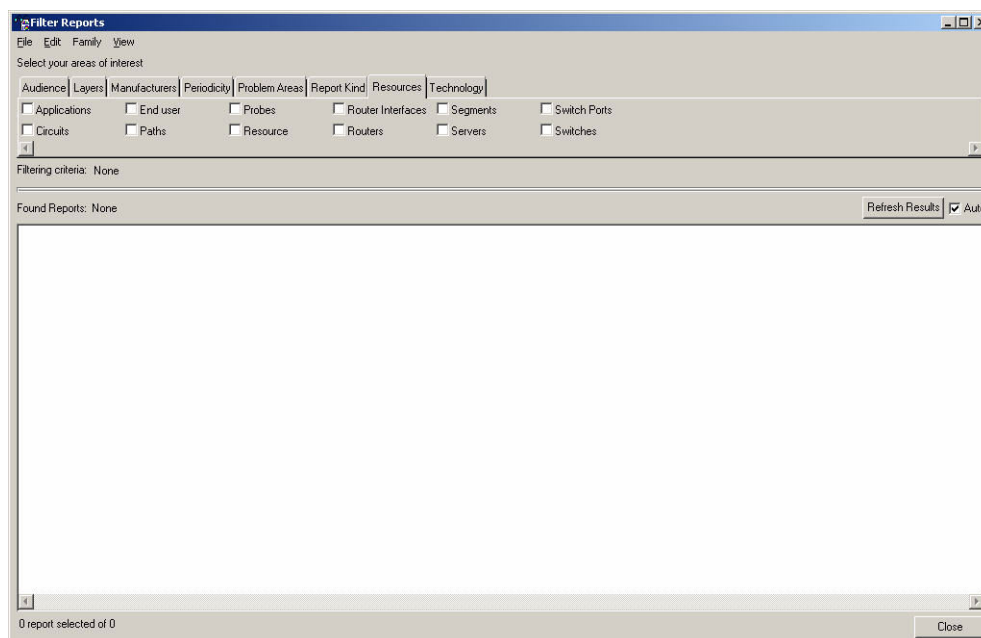 Filter Reports
File Edit Family View
Select your areas of interest
Audience Layers Manufacturers Periodicity Problem Areas Report Kind Resources Technology
Applications End user Probes Router Interfaces Segments Switch Ports
Circuits Paths Resource Routers Servers Switches
Filtering criteria: None
Found Reports: None Refresh Results Aut
0 report selected of 0 Close